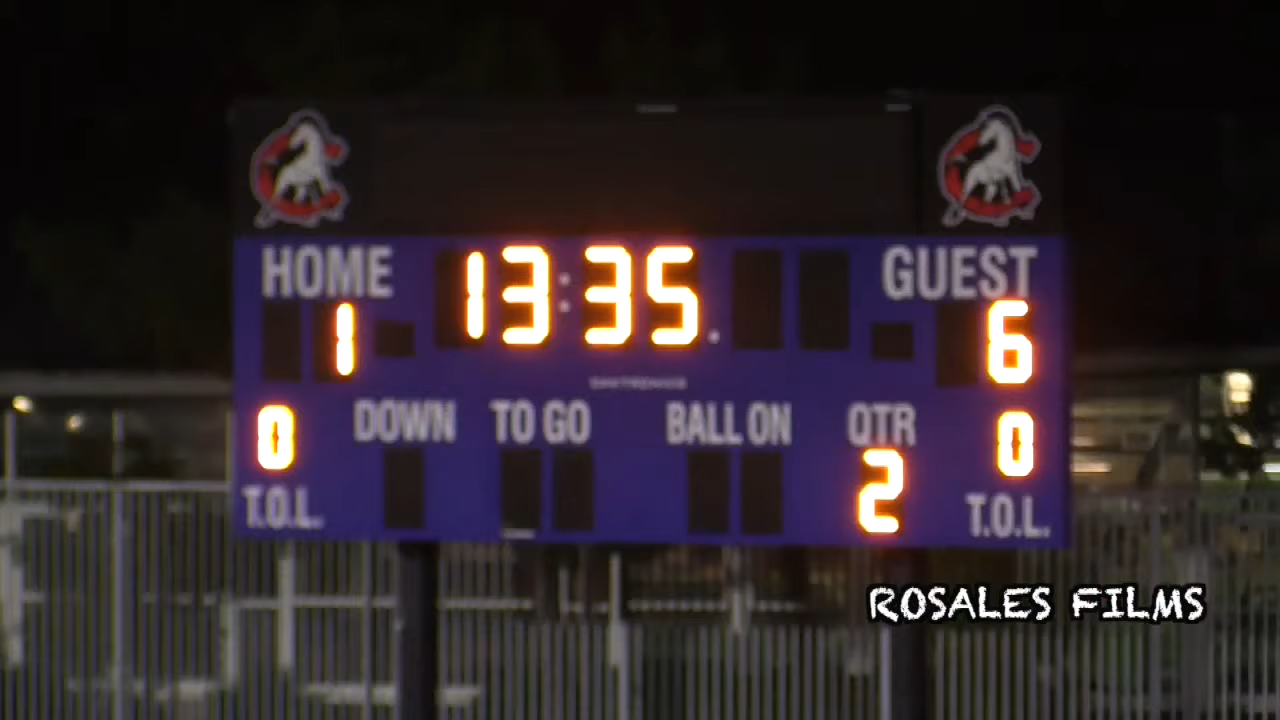 HOME 13:35. GUEST
1 6
DOWN TO GO BALL ON QTR
0 2 0
T.O.L. T.O.L.
ROSALES FILMS